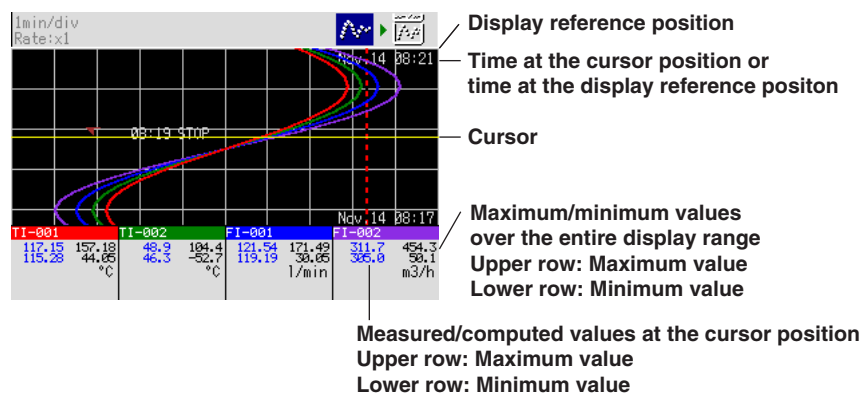 1min/div
Rate:x1
Display reference position
Nov.14 08:21
Time at the cursor position or
time at the display reference positon
08:19 STOP
Cursor
Nov.14 08:17
TI-001 TI-002 FI-001 FI-002
117.15 157.18 48.9 104.4 121.54 171.49 311.7 454.3
115.28 44.05 46.3 -52.7 119.19 30.05 305.0 50.1
°C °C l/min m3/h
Maximum/minimum values
over the entire display range
Upper row: Maximum value
Lower row: Minimum value
Measured/computed values at the cursor position
Upper row: Maximum value
Lower row: Minimum value